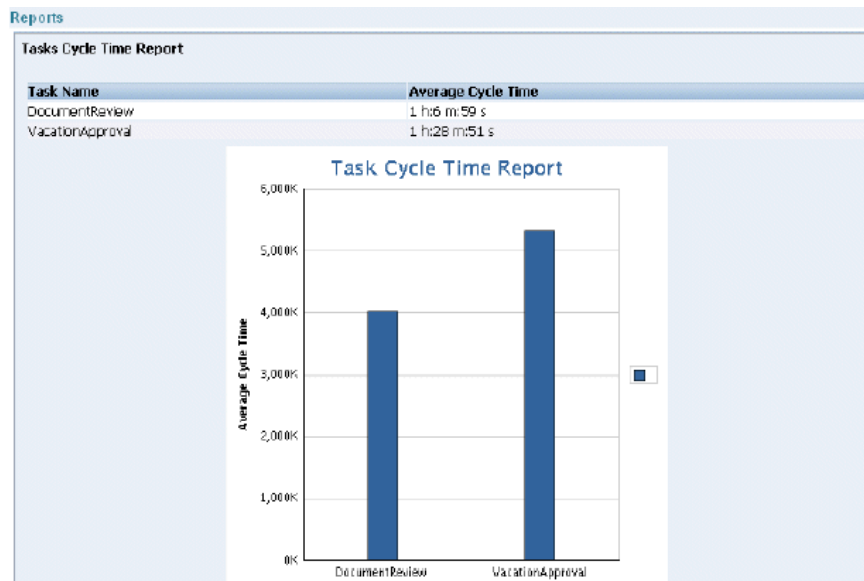 Reports
Tasks Cycle Time Report
Task Name Average Cycle Time
DocumentReview 1 h:6 m:59 s
VacationApproval 1 h:28 m:51 s
Task Cycle Time Report
6,000K
5,000K
4,000K
3,000K
2,000K
1,000K
0K
Average Cycle Time
DocumentReview VacationApproval